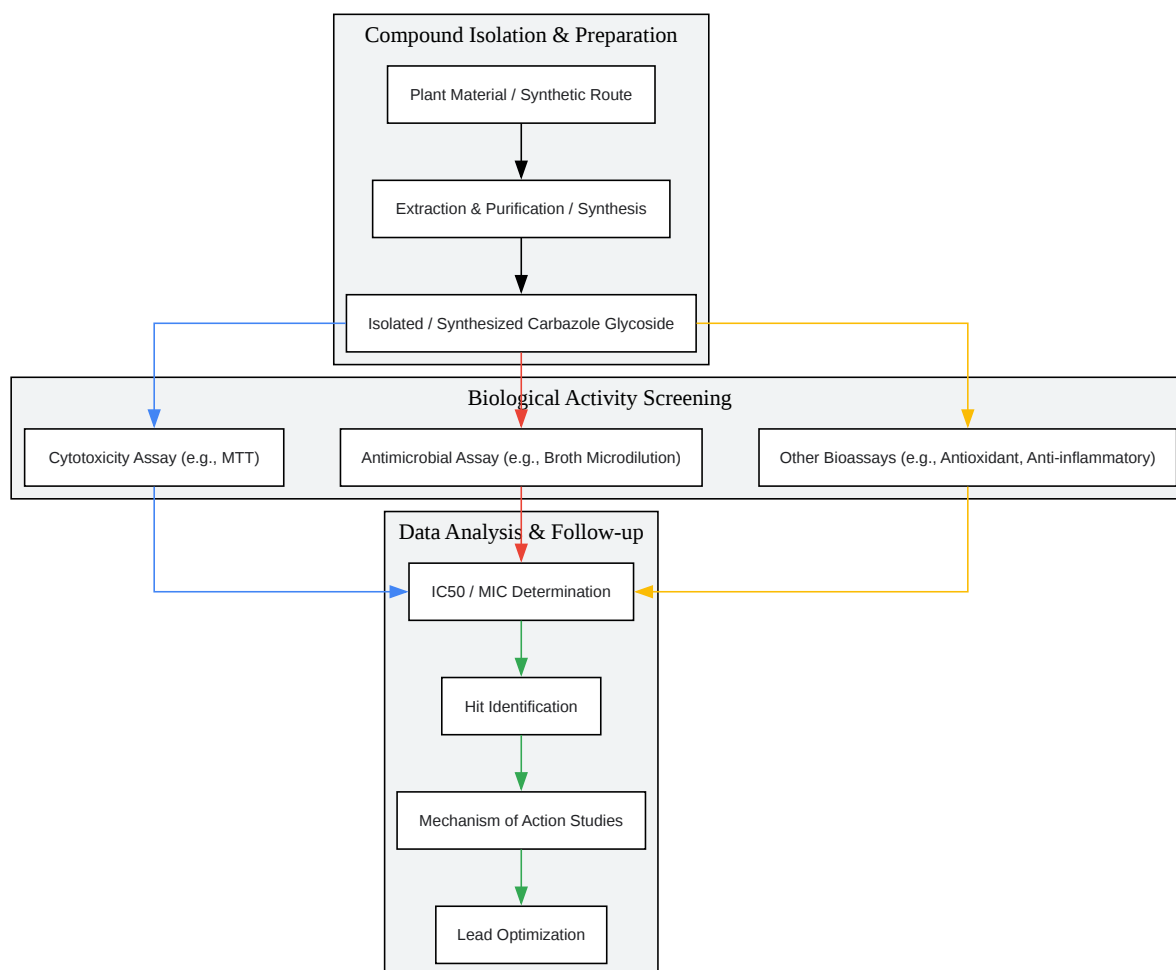 Compound Isolation & Preparation
Plant Material / Synthetic Route
Extraction & Purification / Synthesis
Isolated / Synthesized Carbazole Glycoside
Biological Activity Screening
Cytotoxicity Assay (e.g., MTT)
Antimicrobial Assay (e.g., Broth Microdilution)
Other Bioassays (e.g., Antioxidant, Anti-inflammatory)
Data Analysis & Follow-up
IC50 / MIC Determination
Hit Identification
Mechanism of Action Studies
Lead Optimization